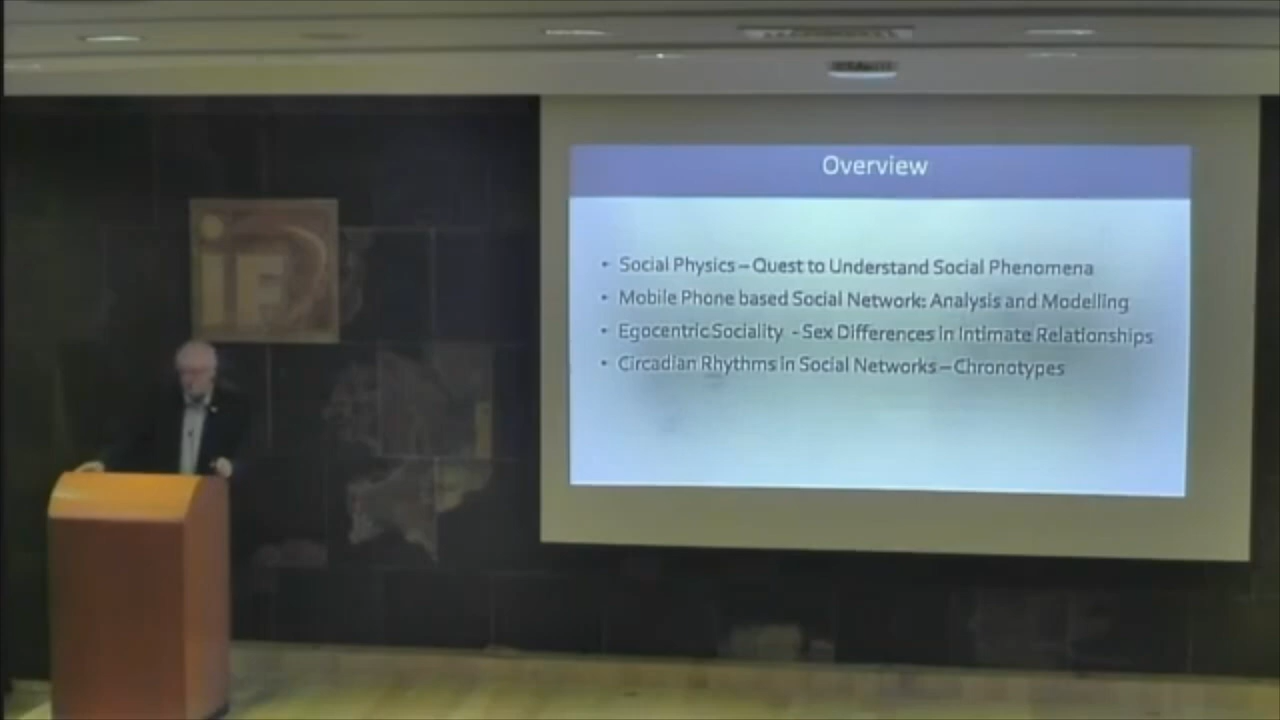 Overview
iF
• Social Physics – Quest to Understand Social Phenomena
• Mobile Phone based Social Network: Analysis and Modelling
• Egocentric Sociality - Sex Differences in Intimate Relationships
• Circadian Rhythms in Social Networks – Chronotypes